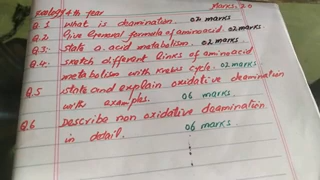 Zoology 4th year Marks. 20
Q.1 What is deamination. 02 marks
Q.2 Give General formula of aminoacid. 02 marks
Q.3. State a. acid metabolism. 02 marks
Q.4. sketch different links of aminoacid
metabolism with Krebs cycle. 02 marks
Q.5 state and explain oxidative deamination
with examples. 06 marks.
Q.6 Describe non oxidative deamination
in detail. 06 marks